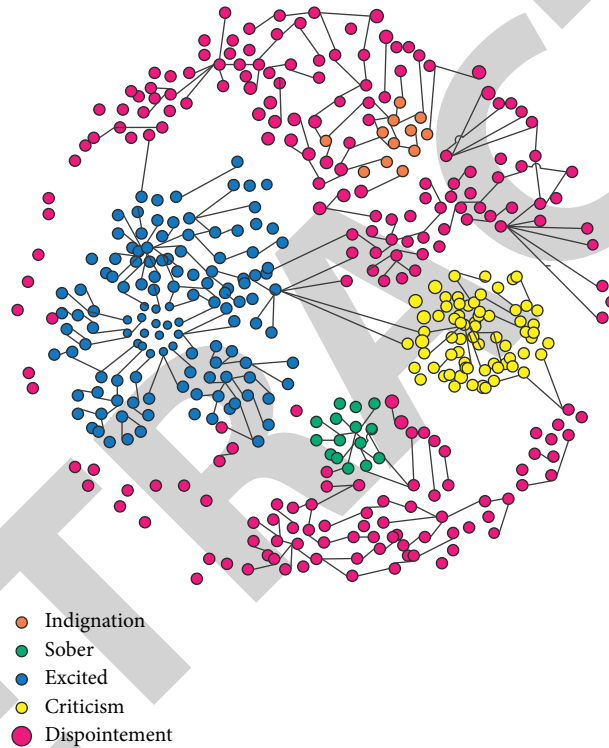 Indignation
Sober
Excited
Criticism
Dispointement